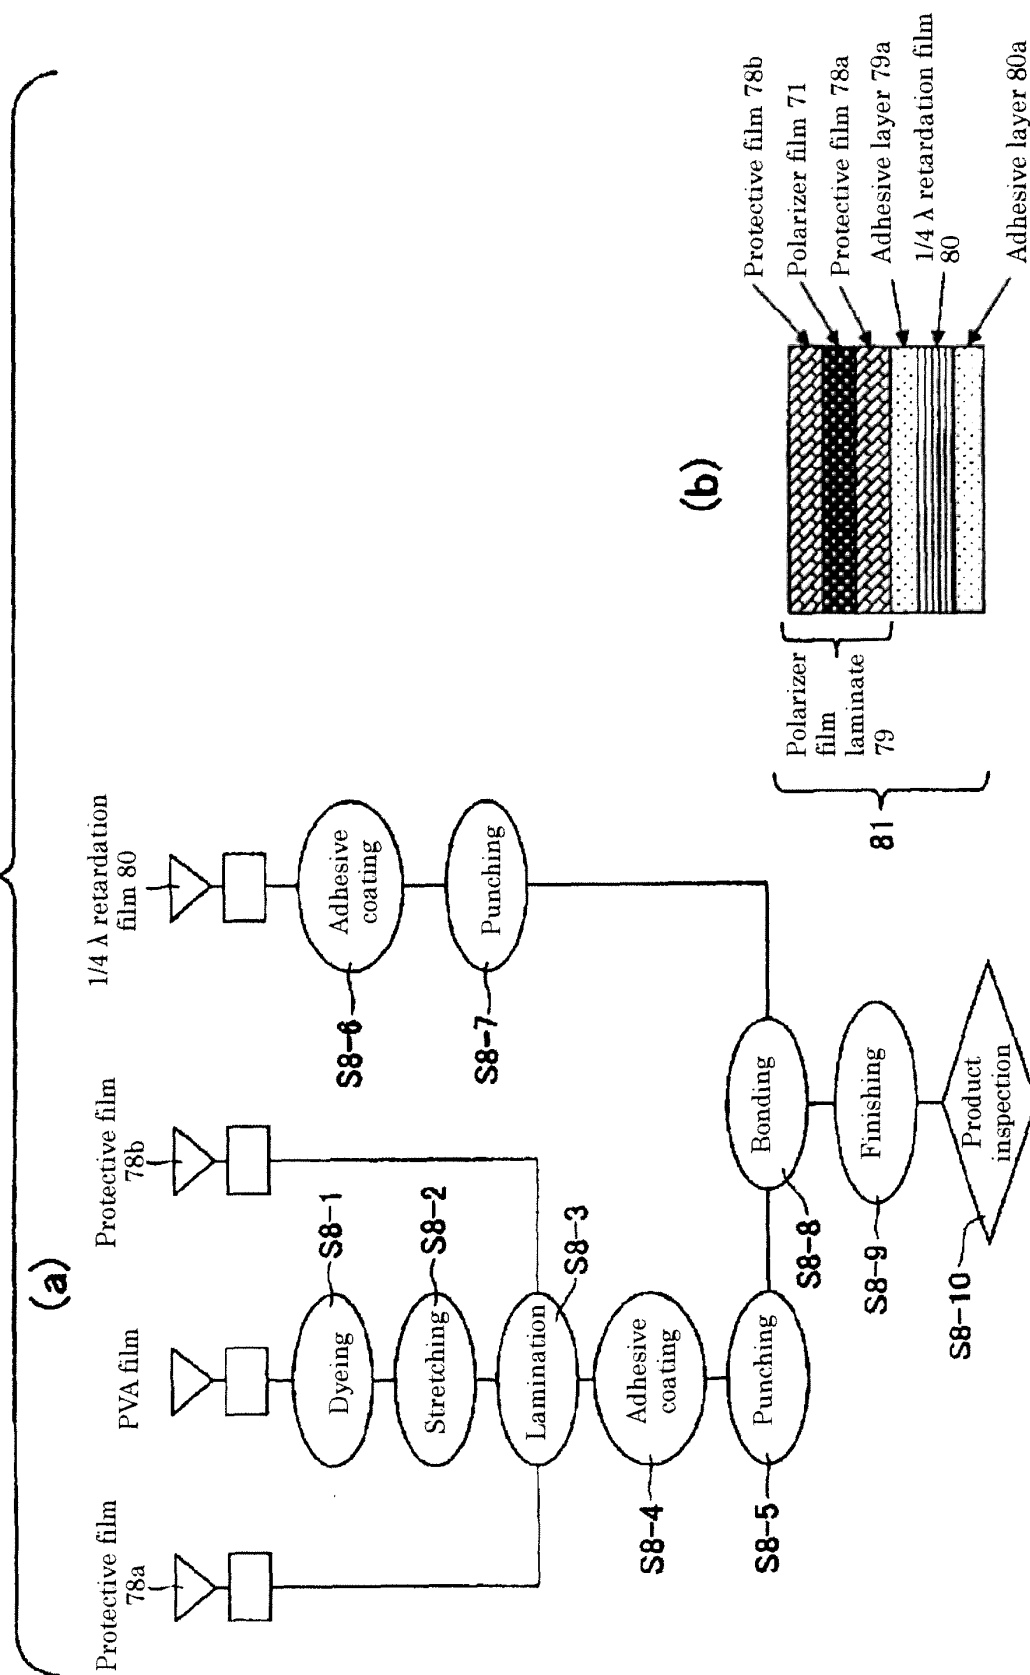 (a)
Protective film
78a
PVA film
Protective film
78b
1/4 λ retardation
film 80
Dyeing
S8-1
Stretching
S8-2
Lamination
S8-3
Adhesive
coating
S8-4
Punching
S8-5
Adhesive
coating
S8-6
Punching
S8-7
Bonding
S8-8
Finishing
S8-9
Product
inspection
S8-10
(b)
Protective film 78b
Polarizer film 71
Protective film 78a
Adhesive layer 79a
1/4 λ retardation film
80
Adhesive layer 80a
Polarizer
film
laminate
79
81